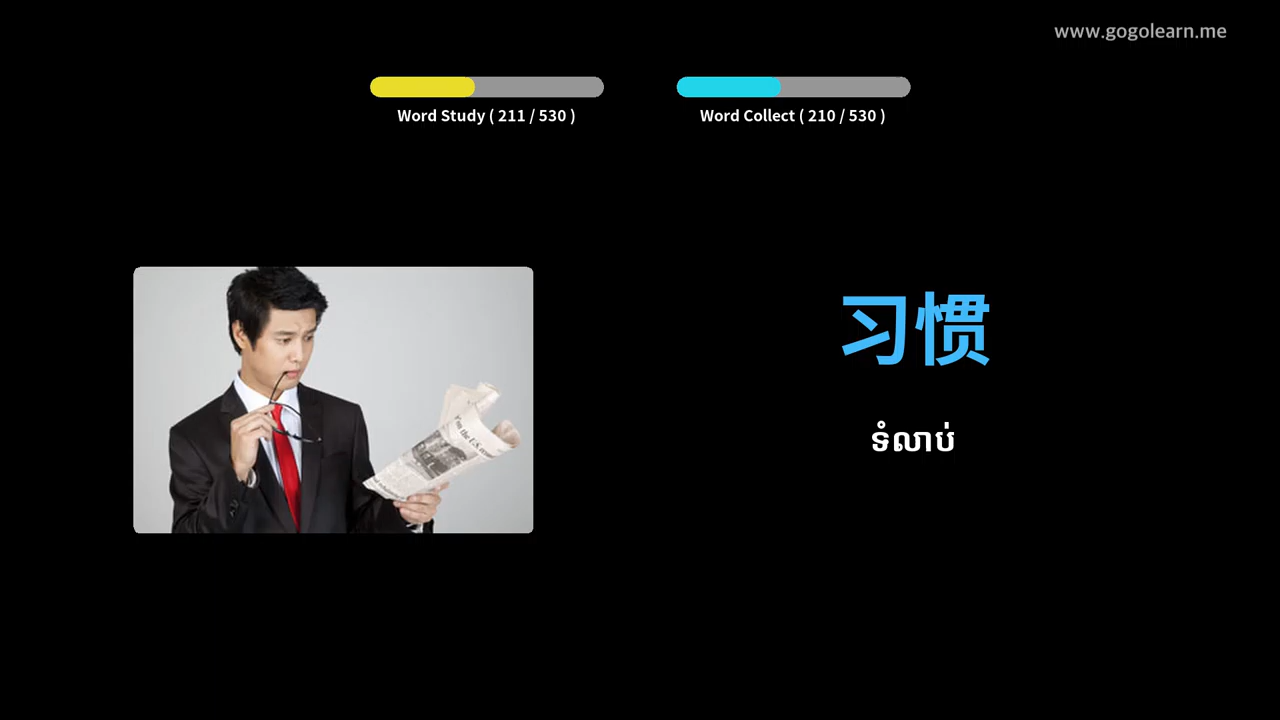 www.gogolearn.me
Word Study ( 211 / 530 )
Word Collect ( 210 / 530 )
习惯
ទំលាប់